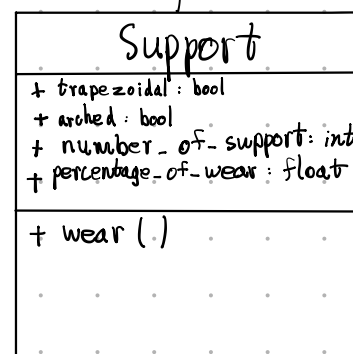 Support
+ trapezoidal : bool
+ arched : bool
+ number_of_support: int
+ percentage_of_wear : float
+ wear (.)